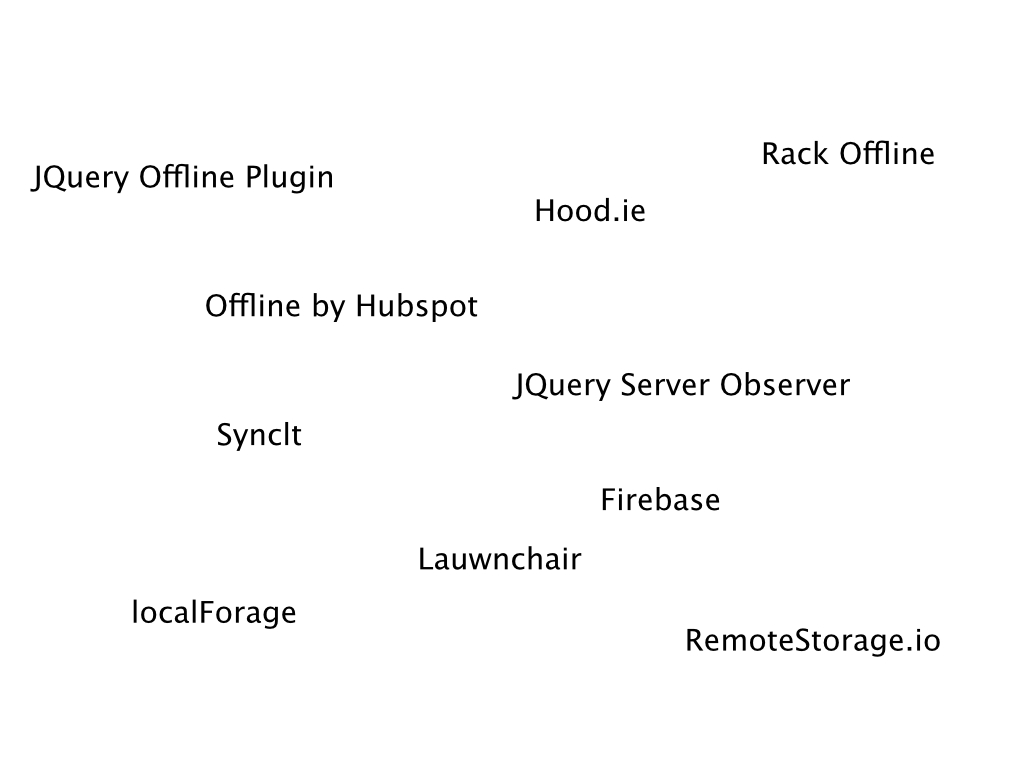 Rack Offline
JQuery Offline Plugin
Hood.ie
Offline by Hubspot
JQuery Server Observer
SyncIt
Firebase
Lauwnchair
localForage
RemoteStorage.io